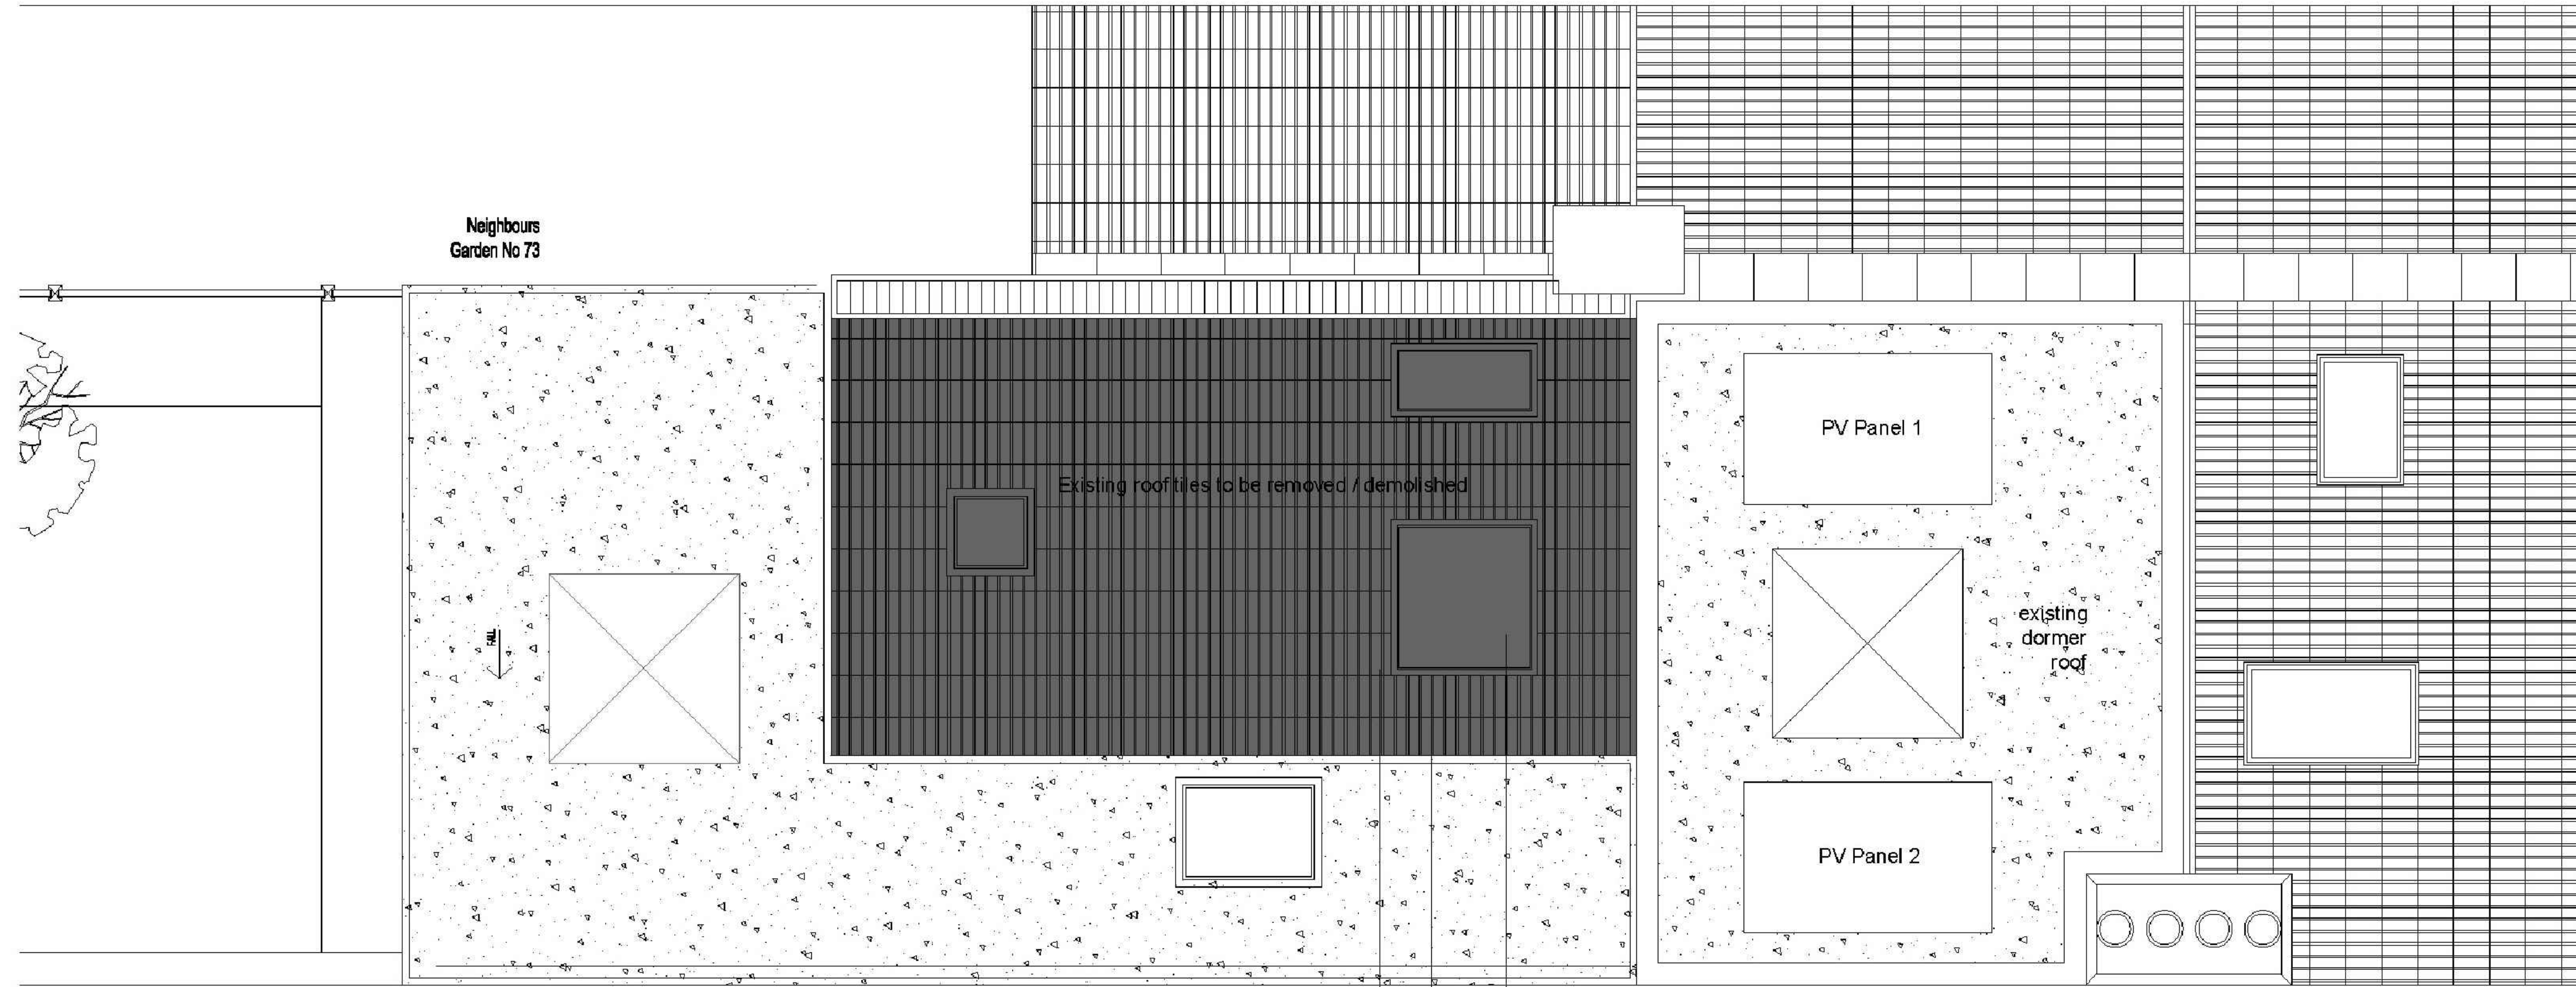 Neighbours
Garden No 73
Existing roof tiles to be removed / demolished
PV Panel 1
FALL
existing
dormer
roof
PV Panel 2